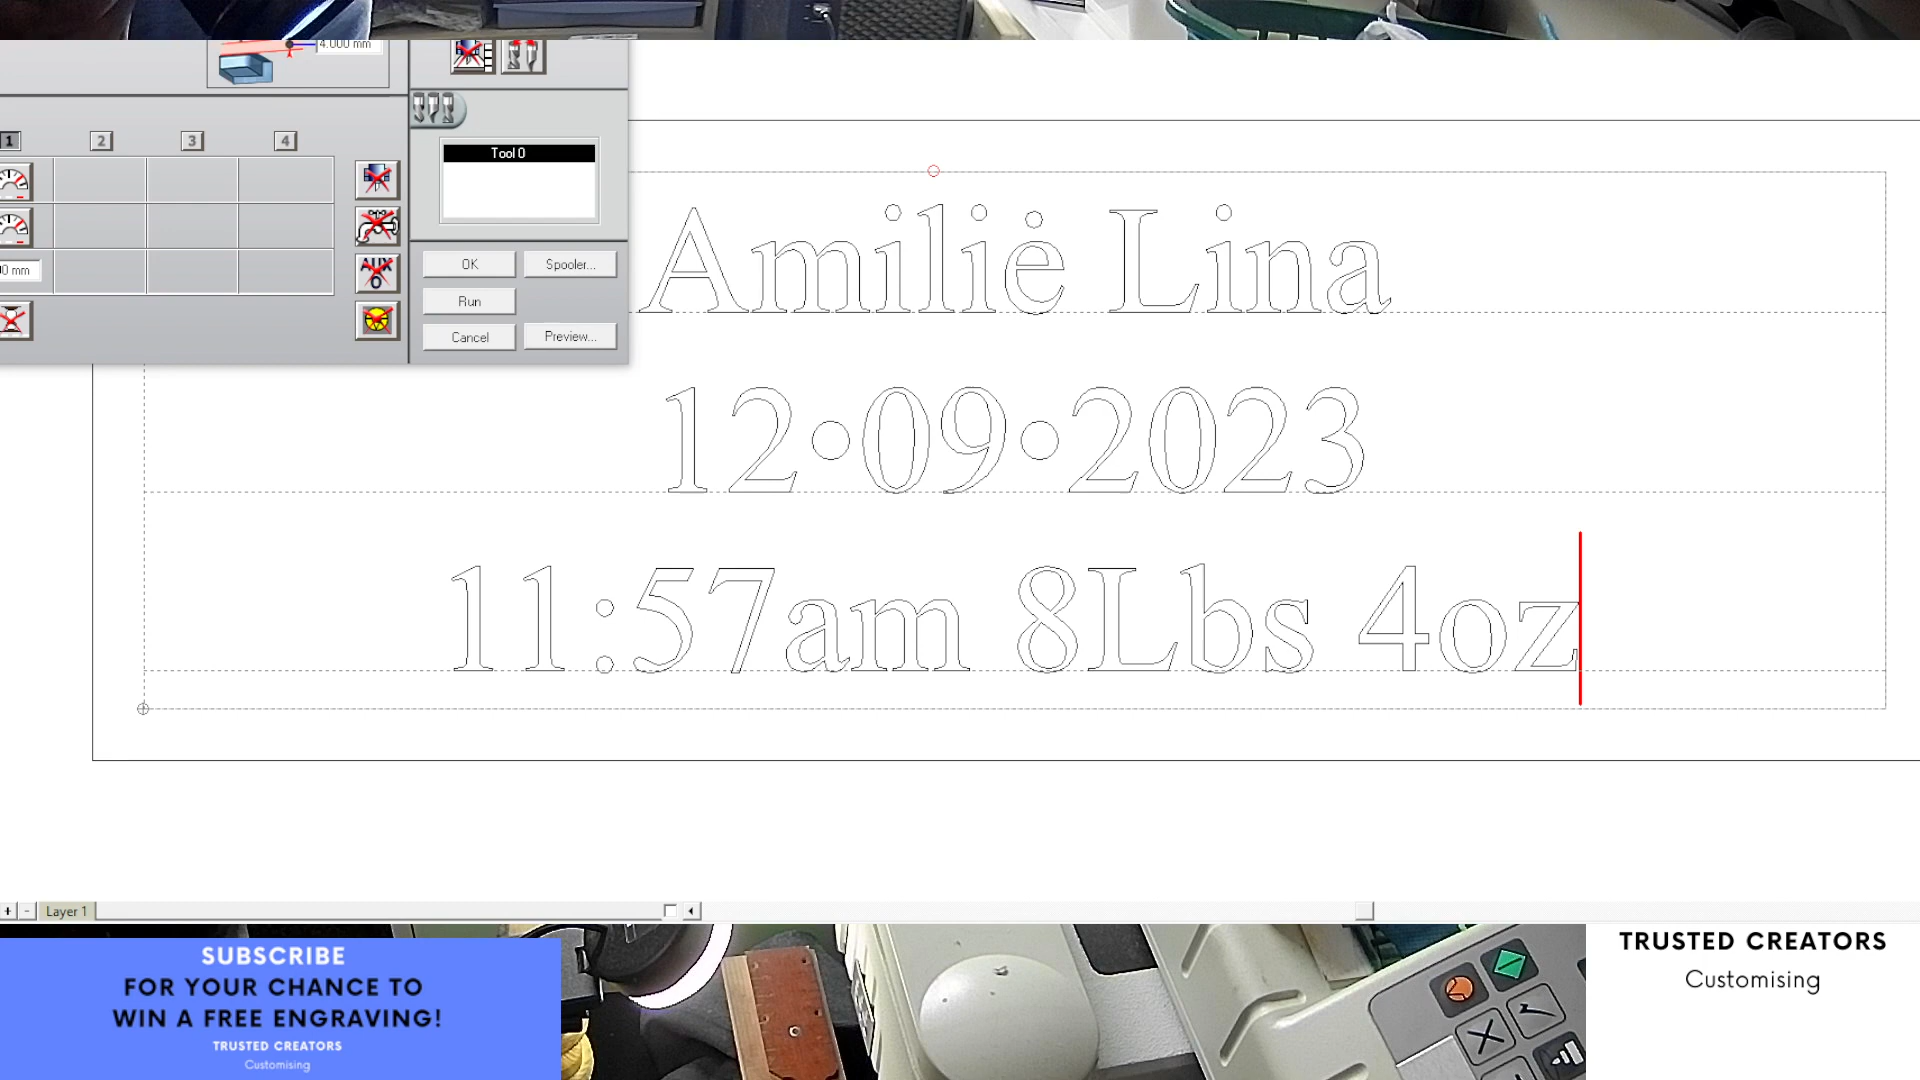 4.000 mm
1 2 3 4
Tool 0
0 mm
AUX
0
OK
Spooler...
Run
Cancel
Preview...
Amiliė Lina
12•09•2023
11:57am 8Lbs 4oz
+ - Layer 1
SUBSCRIBE
FOR YOUR CHANCE TO
WIN A FREE ENGRAVING!
TRUSTED CREATORS
Customising
TRUSTED CREATORS
Customising